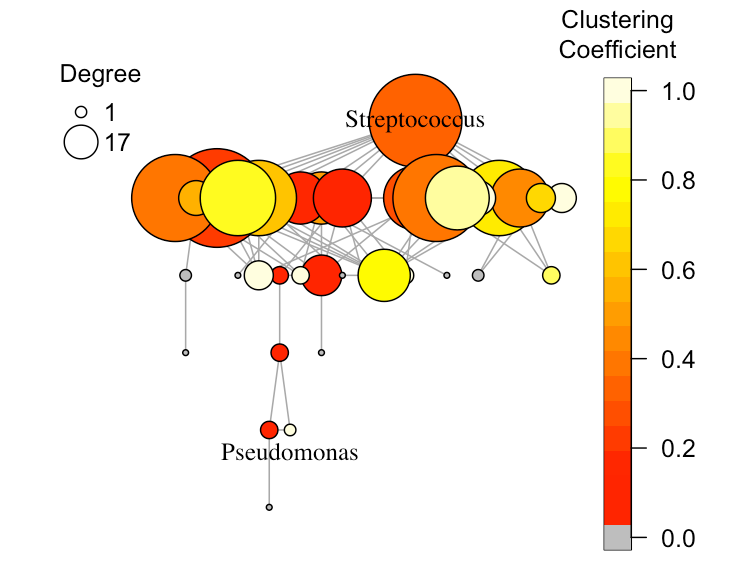 Clustering
Coefficient
Degree
1
17
Streptococcus
Pseudomonas
1.0
0.8
0.6
0.4
0.2
0.0